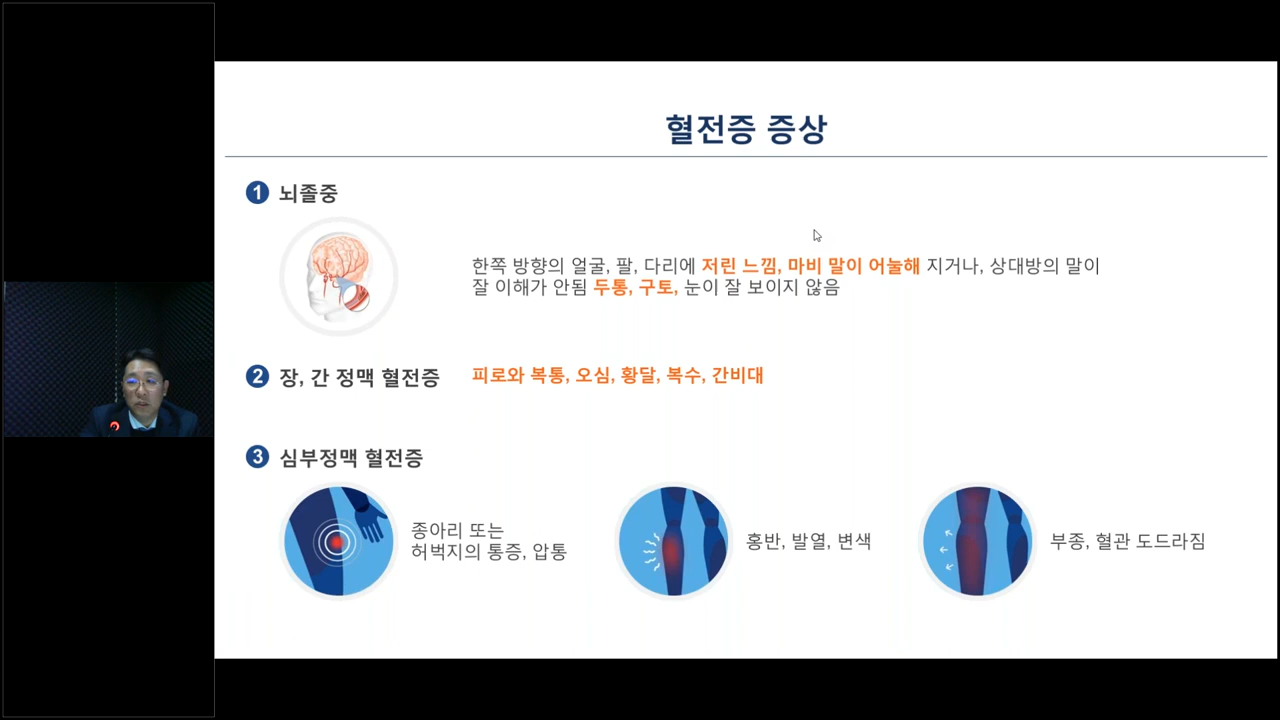 혈전증 증상
1 뇌졸중
한쪽 방향의 얼굴, 팔, 다리에 저린 느낌, 마비 말이 어눌해 지거나, 상대방의 말이
잘 이해가 안됨 두통, 구토, 눈이 잘 보이지 않음
2 장, 간 정맥 혈전증
피로와 복통, 오심, 황달, 복수, 간비대
3 심부정맥 혈전증
종아리 또는
허벅지의 통증, 압통
홍반, 발열, 변색
부종, 혈관 도드라짐